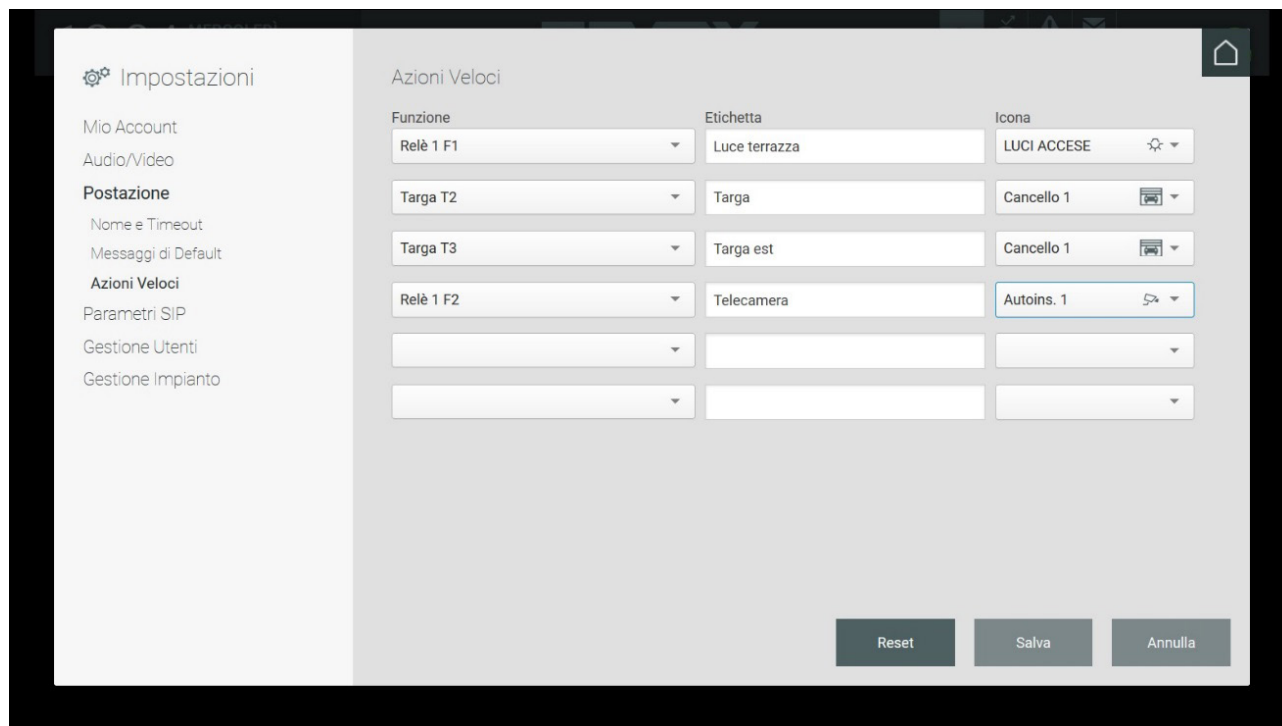 Impostazioni
Mio Account
Audio/Video
Postazione
Nome e Timeout
Messaggi di Default
Azioni Veloci
Parametri SIP
Gestione Utenti
Gestione Impianto
Azioni Veloci
Funzione Etichetta Icona
Relè 1 F1 Luce terrazza LUCI ACCESE
Targa T2 Targa Cancello 1
Targa T3 Targa est Cancello 1
Relè 1 F2 Telecamera Autoins. 1
Reset Salva Annulla